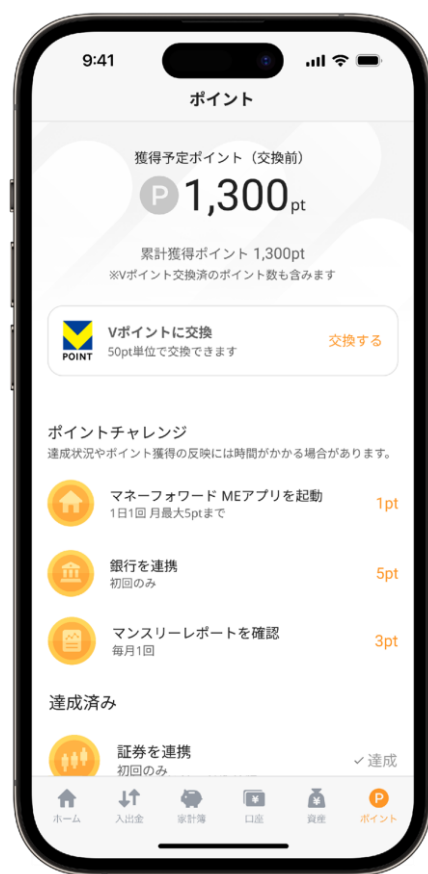 9:41
ポイント
獲得予定ポイント（交換前）
P 1,300 pt
累計獲得ポイント 1,300pt
※Vポイント交換済のポイント数も含みます
Vポイントに交換
50pt単位で交換できます
交換する
POINT
ポイントチャレンジ
達成状況やポイント獲得の反映には時間がかかる場合があります。
マネーフォワード MEアプリを起動
1日1回 月最大5ptまで
1pt
銀行を連携
初回のみ
5pt
マンスリーレポートを確認
毎月1回
3pt
達成済み
証券を連携
初回のみ
✓達成
ホーム 入出金 家計簿 口座 資産 ポイント